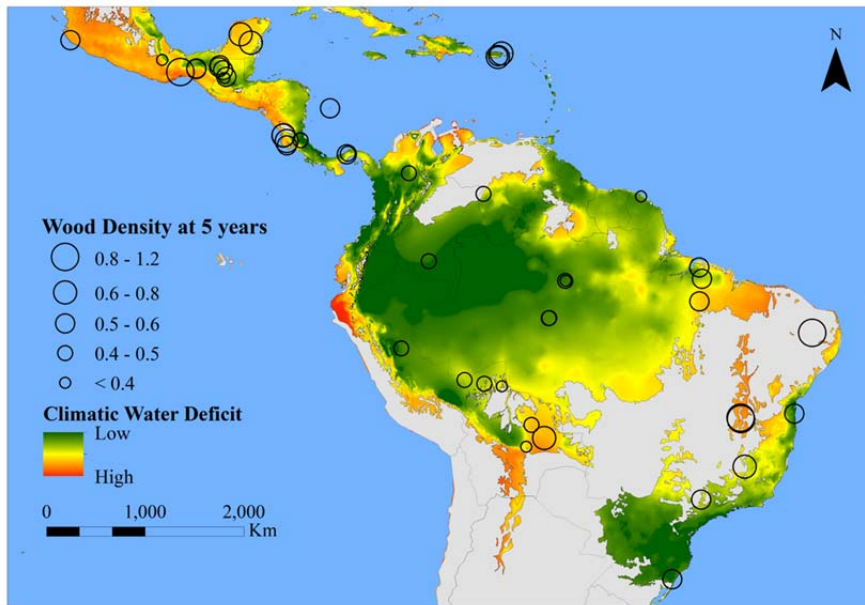 N
Wood Density at 5 years
0.8 - 1.2
0.6 - 0.8
0.5 - 0.6
0.4 - 0.5
< 0.4
Climatic Water Deficit
Low
High
0 1,000 2,000
Km